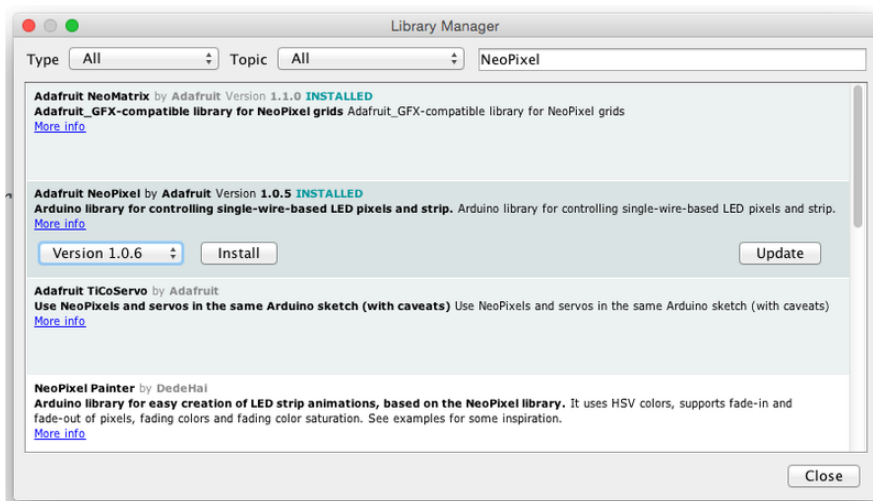 Library Manager
Type All Topic All NeoPixel
Adafruit NeoMatrix by Adafruit Version 1.1.0 INSTALLED
Adafruit_GFX-compatible library for NeoPixel grids Adafruit_GFX-compatible library for NeoPixel grids
More info
Adafruit NeoPixel by Adafruit Version 1.0.5 INSTALLED
Arduino library for controlling single-wire-based LED pixels and strip. Arduino library for controlling single-wire-based LED pixels and strip.
More info
Version 1.0.6 Install Update
Adafruit TiCoServo by Adafruit
Use NeoPixels and servos in the same Arduino sketch (with caveats) Use NeoPixels and servos in the same Arduino sketch (with caveats)
More info
NeoPixel Painter by DedeHai
Arduino library for easy creation of LED strip animations, based on the NeoPixel library. It uses HSV colors, supports fade-in and
fade-out of pixels, fading colors and fading color saturation. See examples for some inspiration.
More info
Close